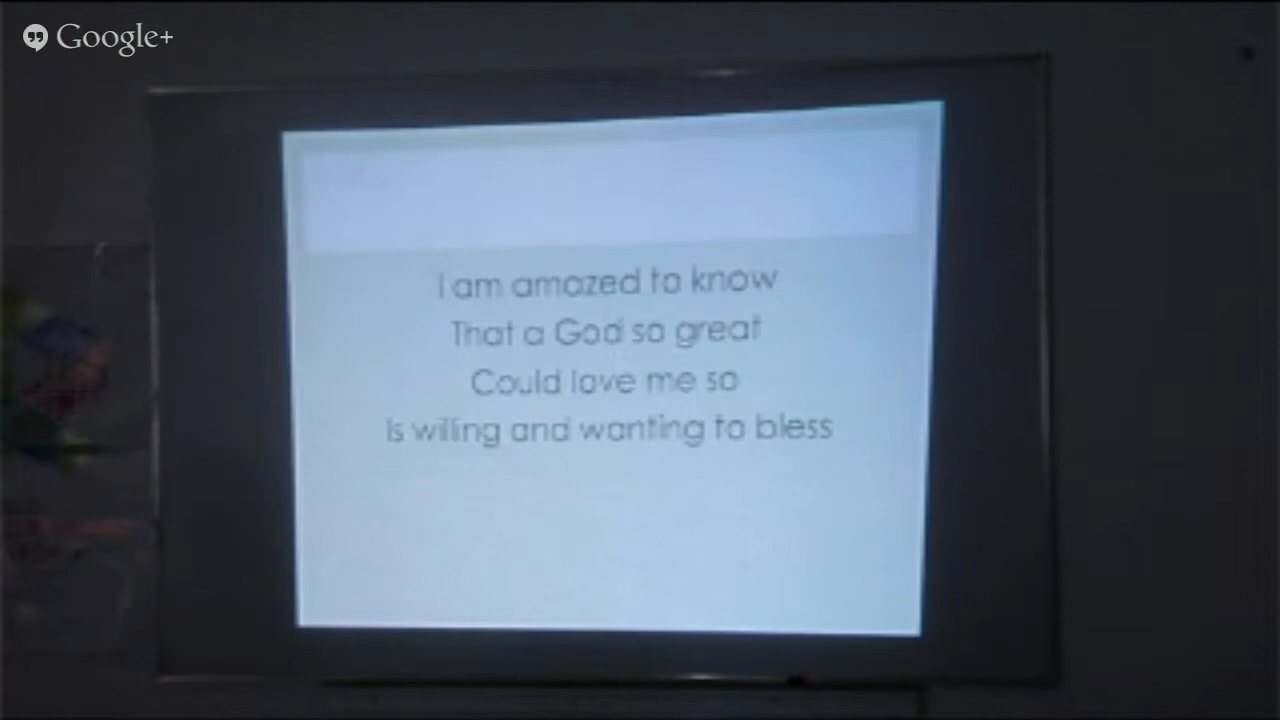 Google+
I am amazed to know
That a God so great
Could love me so
Is willing and wanting to bless